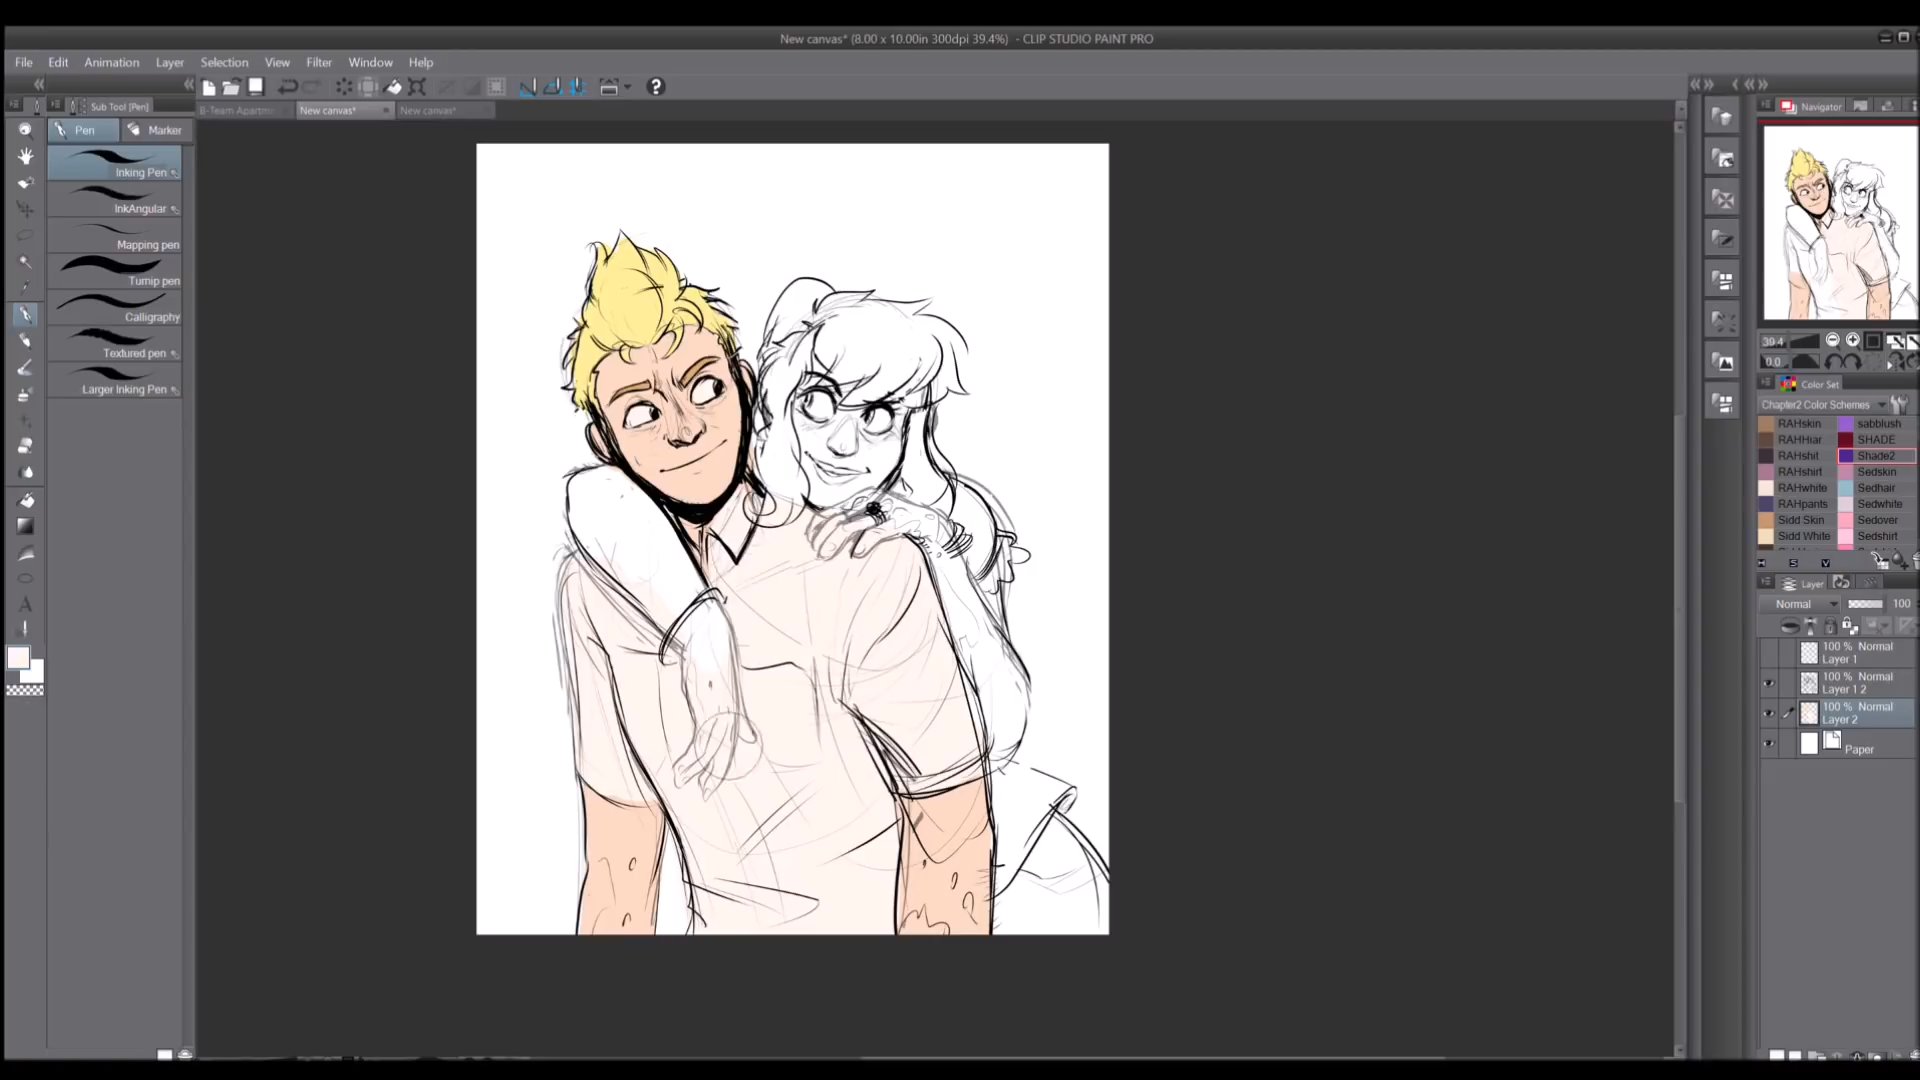 New canvas* (8.00 x 10.00in 300dpi 39.4%) - CLIP STUDIO PAINT PRO
File Edit Animation Layer Selection View Filter Window Help
Sub Tool [Pen]
New canvas*
New canvas*
Navigator
Pen Marker
Inking Pen
InkAngular
Mapping pen
Turnip pen
Calligraphy
Textured pen
Larger Inking Pen
39.4
0.0
Color Set
Chapter2 Color Schemes
RAHskin sabblush
RAHHiar SHADE
RAHshit Shade2
RAHshirt Sedskin
RAHwhite Sedhair
RAHpants Sedwhite
Sidd Skin Sedover
Sidd White Sedshirt
H S V
Layer
Normal 100
100 % Normal
Layer 1
100 % Normal
Layer 1 2
100 % Normal
Layer 2
Paper